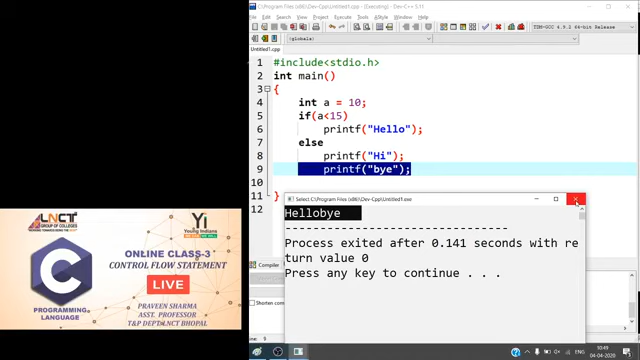 C:\Program Files (x86)\Dev-Cpp\Untitled1.cpp - [Executing] - Dev-C++ 5.11
File Edit Search View Project Execute Tools AStyle Window Help
TDM-GCC 4.9.2 64-bit Release
(globals)
Untitled1.cpp
1 #include<stdio.h>
2 int main()
3 {
4 int a = 10;
5 if(a<15)
6 printf("Hello");
7 else
8 printf("Hi");
9 printf("bye");
10
11 }
12
Select C:\Program Files (x86)\Dev-Cpp\Untitled1.exe
Hellobye
--------------------------------
Process exited after 0.141 seconds with re
turn value 0
Press any key to continue . . .
Compiler
Shorten com
LNCT
GROUP OF COLLEGES
Yi
Young Indians
C
PROGRAMMING
LANGUAGE
ONLINE CLASS-3
CONTROL FLOW STATEMENT
LIVE
PRAVEEN SHARMA
ASST. PROFESSOR
T&P DEPTT.LNCT BHOPAL
10:49
04-04-2020